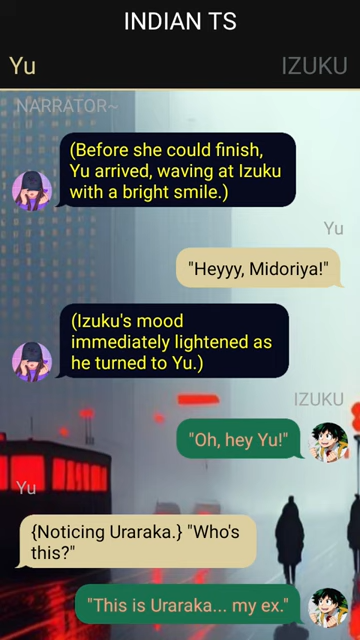 INDIAN TS
Yu
IZUKU
NARRATOR~
(Before she could finish,
Yu arrived, waving at Izuku
with a bright smile.)
Yu
"Heyyy, Midoriya!"
(Izuku's mood
immediately lightened as
he turned to Yu.)
IZUKU
"Oh, hey Yu!"
Yu
{Noticing Uraraka.} "Who's
this?"
"This is Uraraka... my ex."